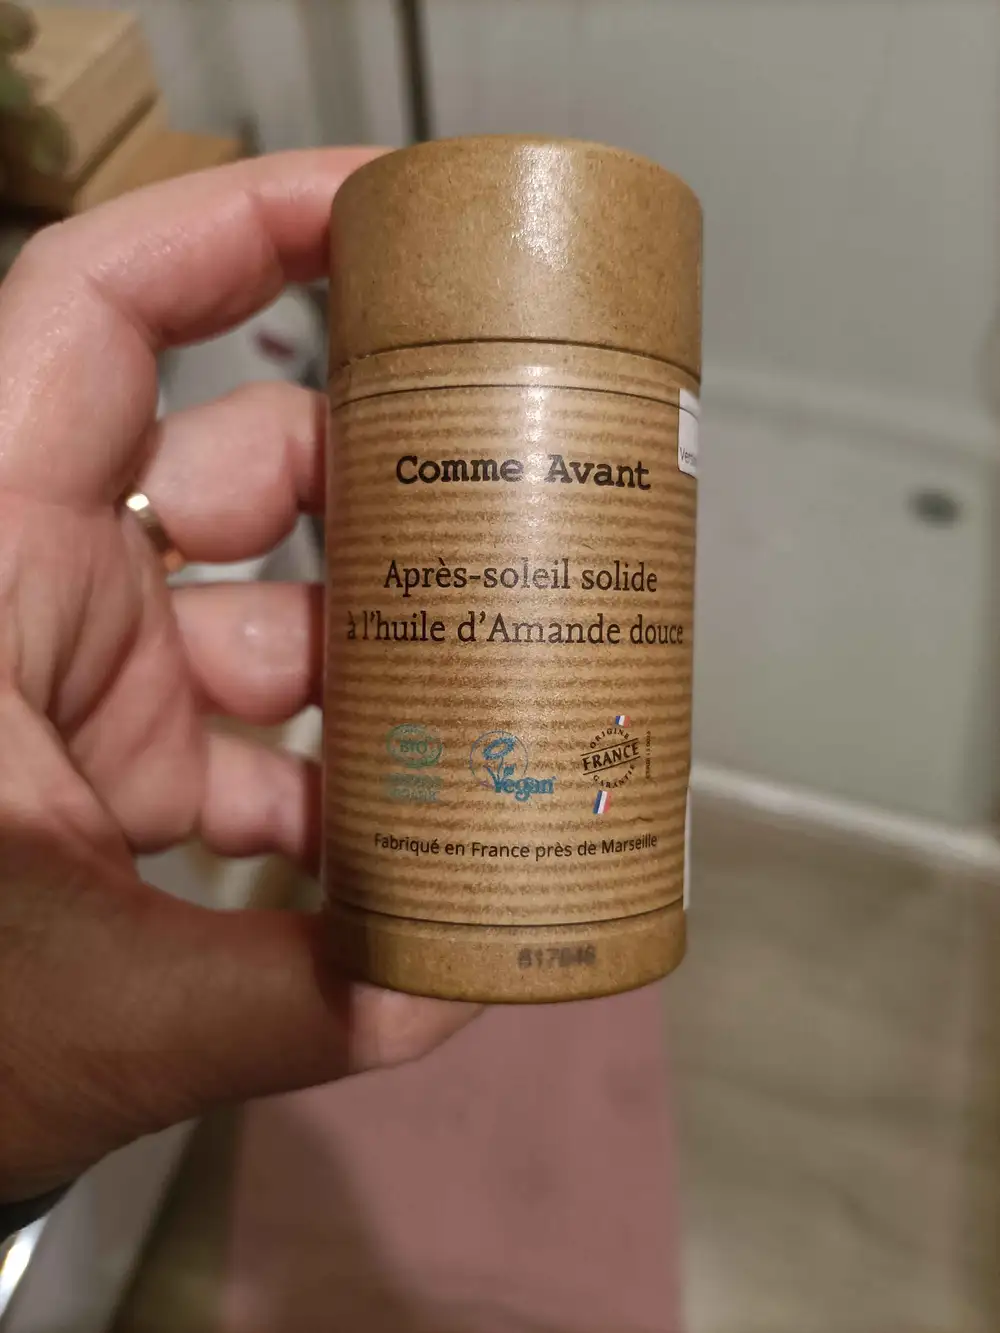 Comme Avant
Après-soleil solide
à l'huile d'Amande douce
BIO
Vegan
ORIGINE
FRANCE
GARANTIE
Fabriqué en France près de Marseille